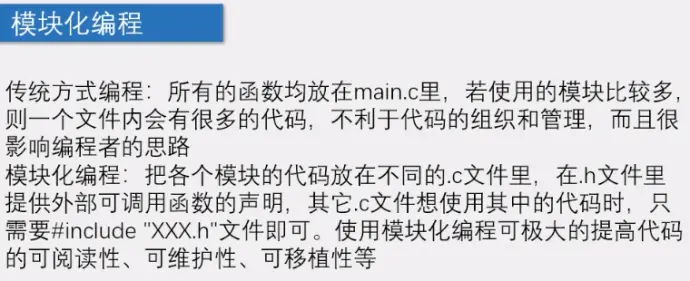 模块化编程
传统方式编程：所有的函数均放在main.c里，若使用的模块比较多，
则一个文件内会有很多的代码，不利于代码的组织和管理，而且很
影响编程者的思路
模块化编程：把各个模块的代码放在不同的.c文件里，在.h文件里
提供外部可调用函数的声明，其它.c文件想使用其中的代码时，只
需要#include "XXX.h"文件即可。使用模块化编程可极大的提高代码
的可阅读性、可维护性、可移植性等